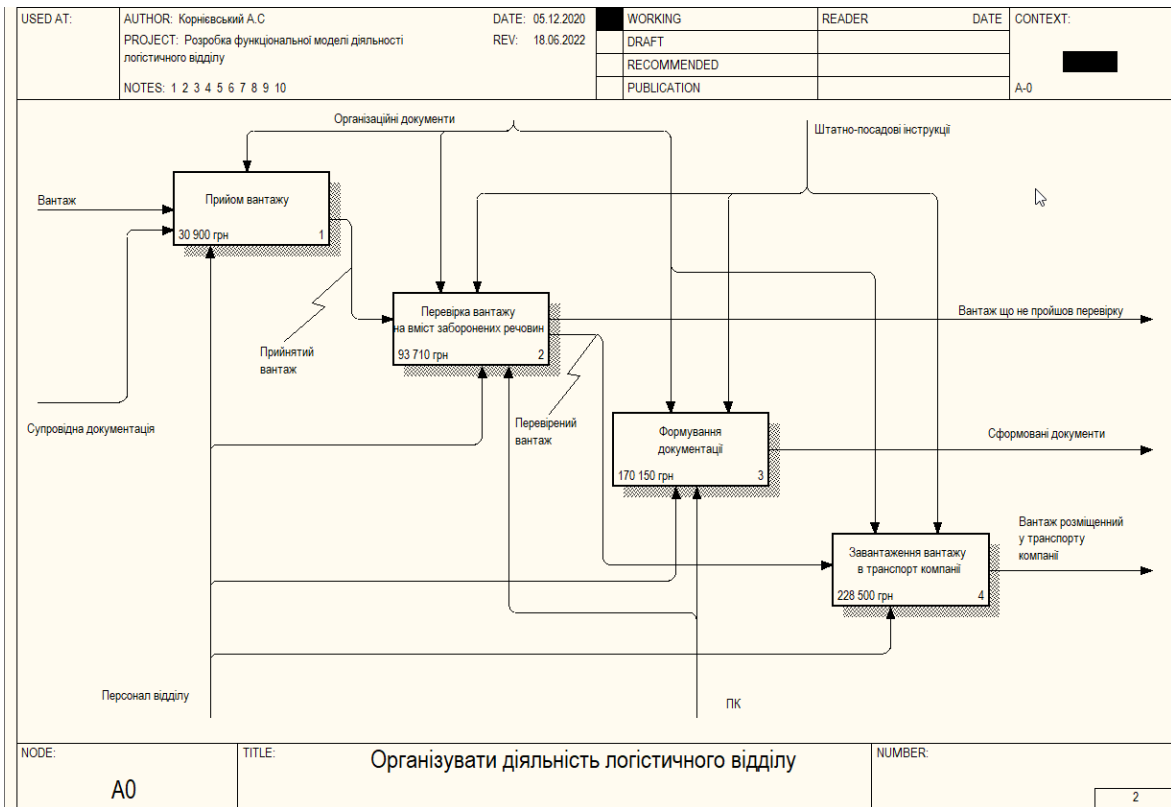 USED AT:
AUTHOR: Корнієвський А.С
DATE: 05.12.2020
PROJECT: Розробка функціональної моделі діяльності
логістичного відділу
REV: 18.06.2022
NOTES: 1 2 3 4 5 6 7 8 9 10
WORKING
DRAFT
RECOMMENDED
PUBLICATION
READER
DATE
CONTEXT:
A-0
Організаційні документи
Штатно-посадові інструкції
Вантаж
Прийом вантажу
30 900 грн
1
Перевірка вантажу
на вміст заборонених речовин
93 710 грн
2
Вантаж що не пройшов перевірку
Прийнятий
вантаж
Супровідна документація
Перевірений
вантаж
Формування
документації
170 150 грн
3
Сформовані документи
Завантаження вантажу
в транспорт компанії
228 500 грн
4
Вантаж розміщенний
у транспорту
компанії
Персонал відділу
ПК
NODE:
A0
TITLE:
Організувати діяльність логістичного відділу
NUMBER:
2